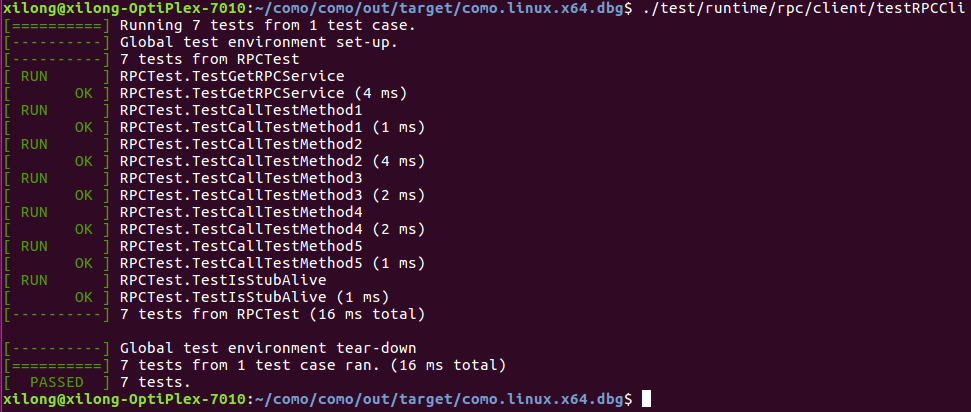 xilong@xilong-OptiPlex-7010:~/como/como/out/target/como.linux.x64.dbg$ ./test/runtime/rpc/client/testRPCCli
[==========] Running 7 tests from 1 test case.
[----------] Global test environment set-up.
[----------] 7 tests from RPCTest
[ RUN      ] RPCTest.TestGetRPCService
[       OK ] RPCTest.TestGetRPCService (4 ms)
[ RUN      ] RPCTest.TestCallTestMethod1
[       OK ] RPCTest.TestCallTestMethod1 (1 ms)
[ RUN      ] RPCTest.TestCallTestMethod2
[       OK ] RPCTest.TestCallTestMethod2 (4 ms)
[ RUN      ] RPCTest.TestCallTestMethod3
[       OK ] RPCTest.TestCallTestMethod3 (2 ms)
[ RUN      ] RPCTest.TestCallTestMethod4
[       OK ] RPCTest.TestCallTestMethod4 (2 ms)
[ RUN      ] RPCTest.TestCallTestMethod5
[       OK ] RPCTest.TestCallTestMethod5 (1 ms)
[ RUN      ] RPCTest.TestIsStubAlive
[       OK ] RPCTest.TestIsStubAlive (1 ms)
[----------] 7 tests from RPCTest (16 ms total)

[----------] Global test environment tear-down
[==========] 7 tests from 1 test case ran. (16 ms total)
[  PASSED  ] 7 tests.
xilong@xilong-OptiPlex-7010:~/como/como/out/target/como.linux.x64.dbg$